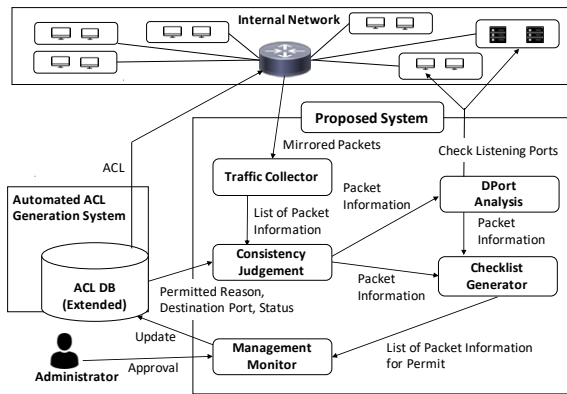 Internal Network
Proposed System
Mirrored Packets
Check Listening Ports
ACL
Traffic Collector
Packet
Information
DPort
Analysis
Automated ACL
Generation System
List of Packet
Information
Packet
Information
Consistency
Judgement
Checklist
Generator
ACL DB
(Extended)
Packet
Information
Permitted Reason,
Destination Port, Status
Update
Management
Monitor
List of Packet Information
for Permit
Administrator
Approval